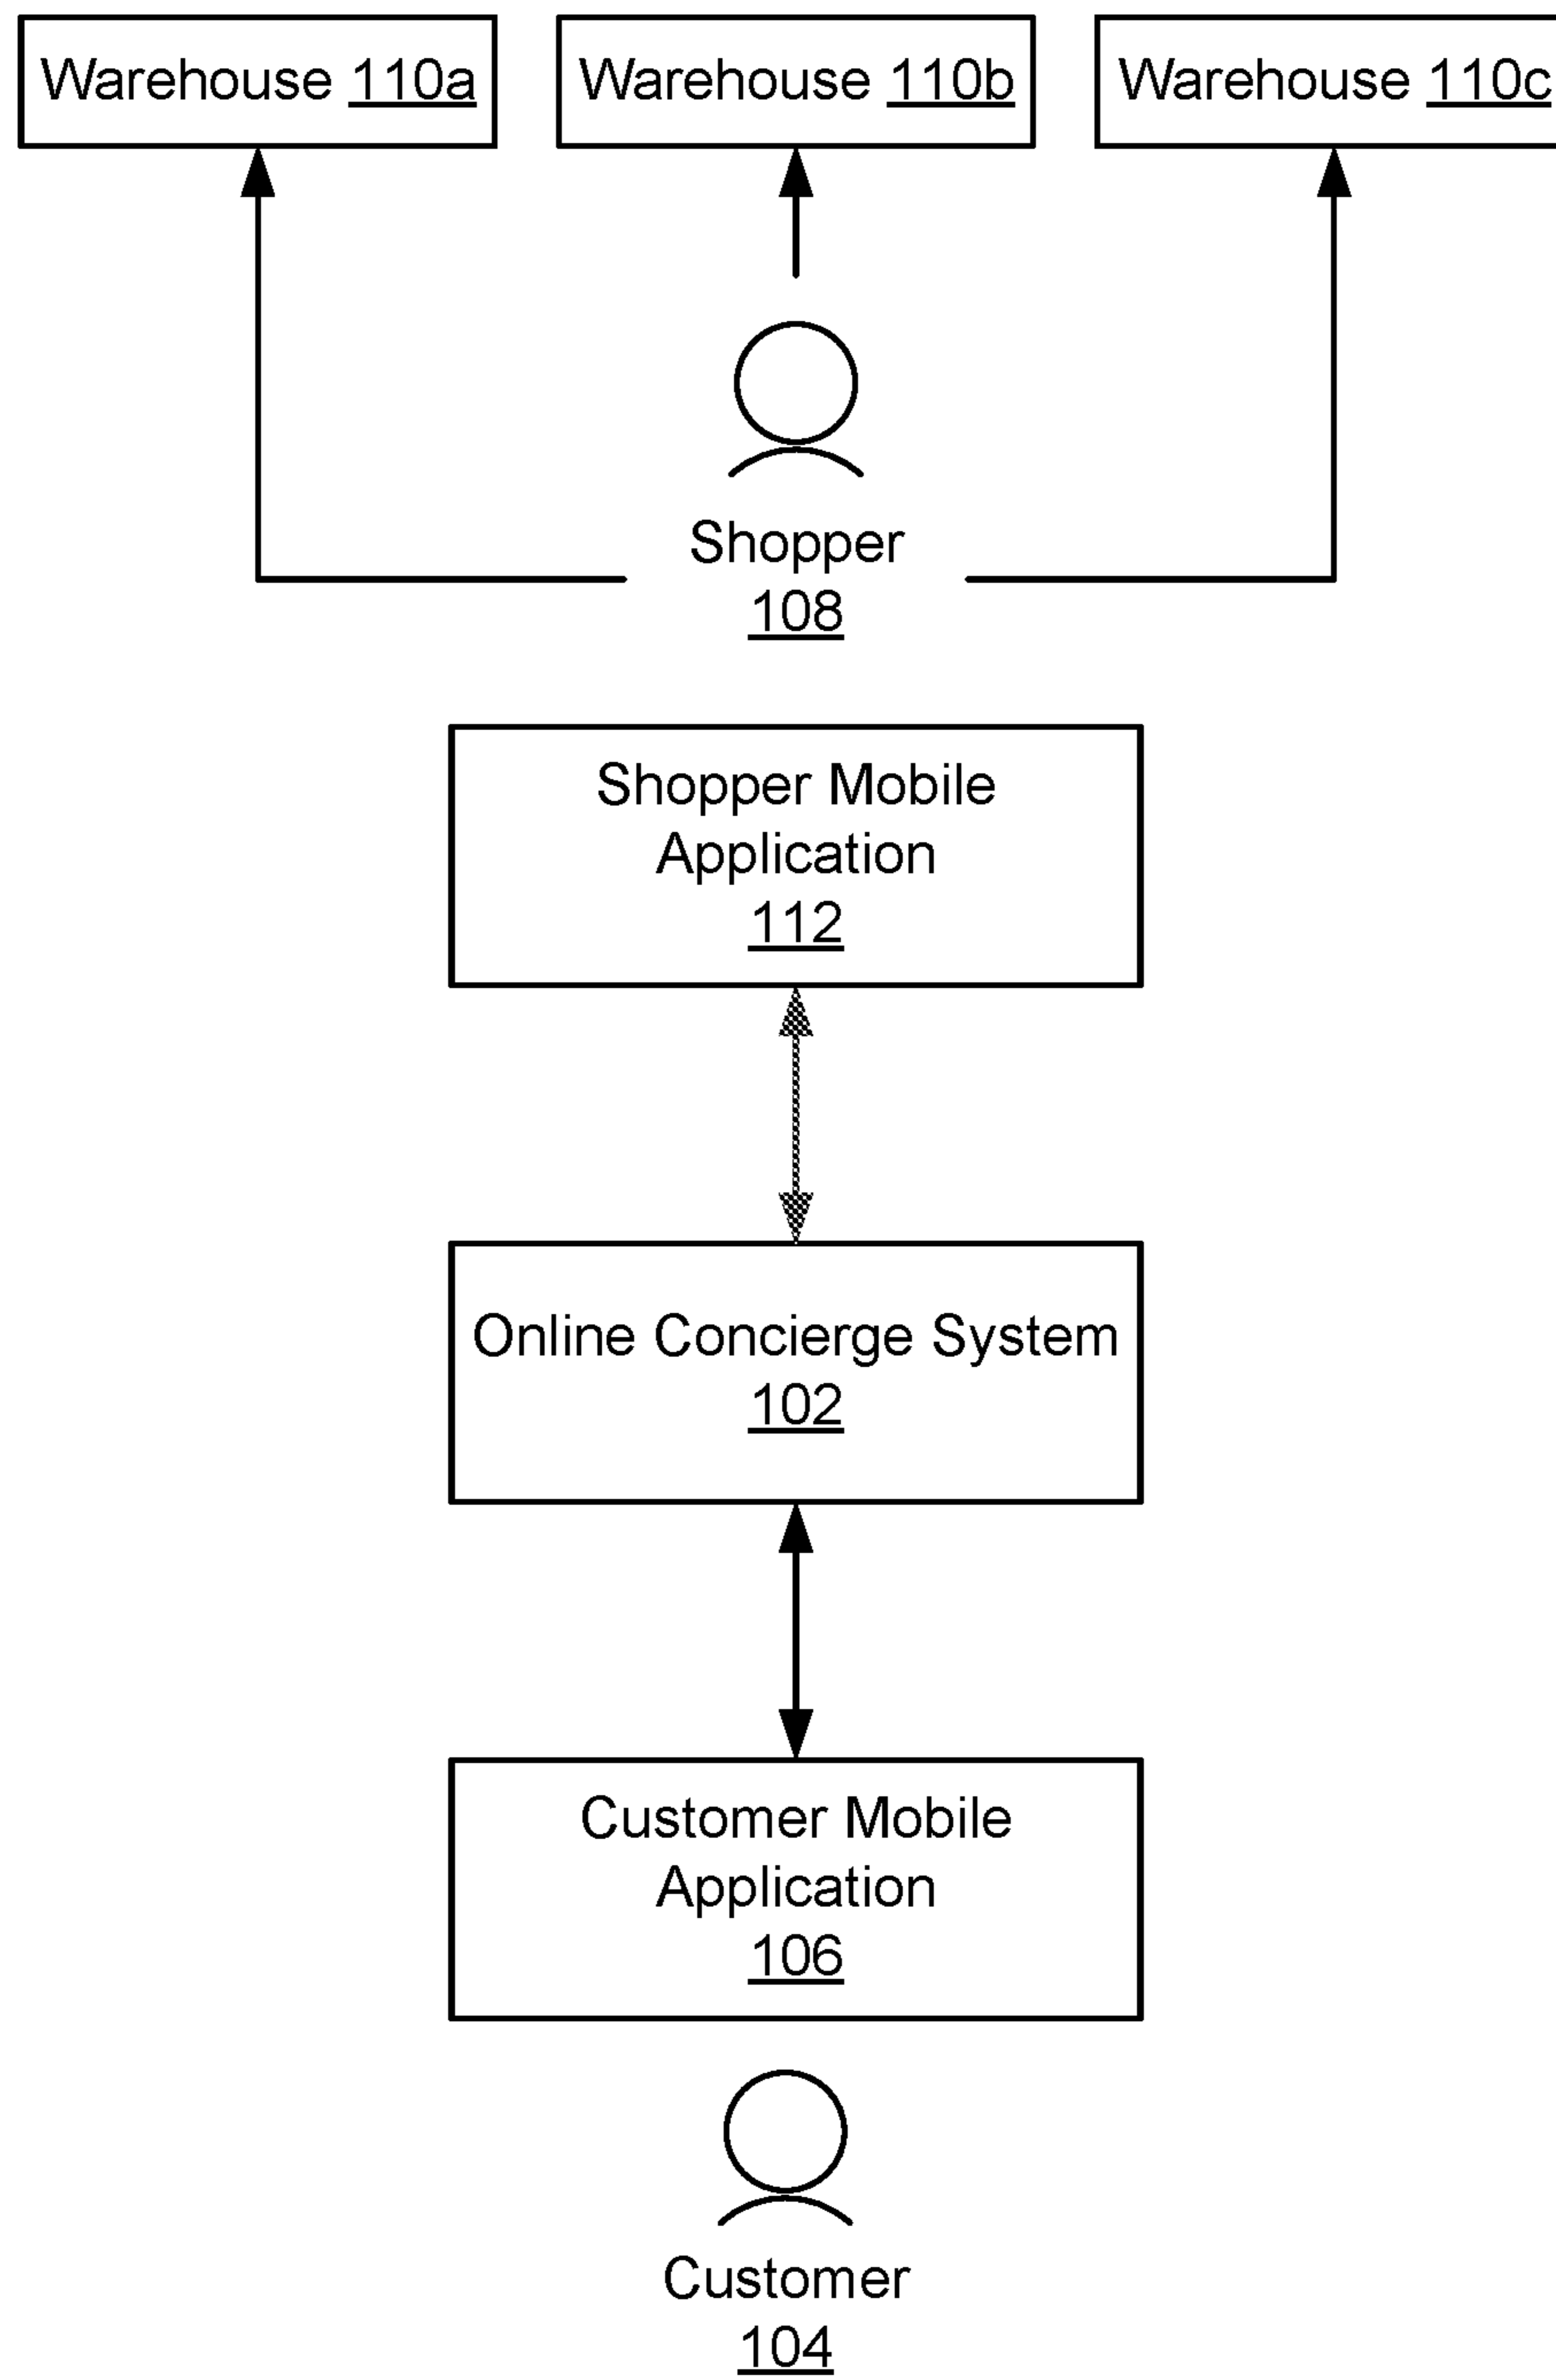 Warehouse 110a
Warehouse 110b
Warehouse 110c
Shopper
108
Shopper Mobile
Application
112
Online Concierge System
102
Customer Mobile
Application
106
Customer
104